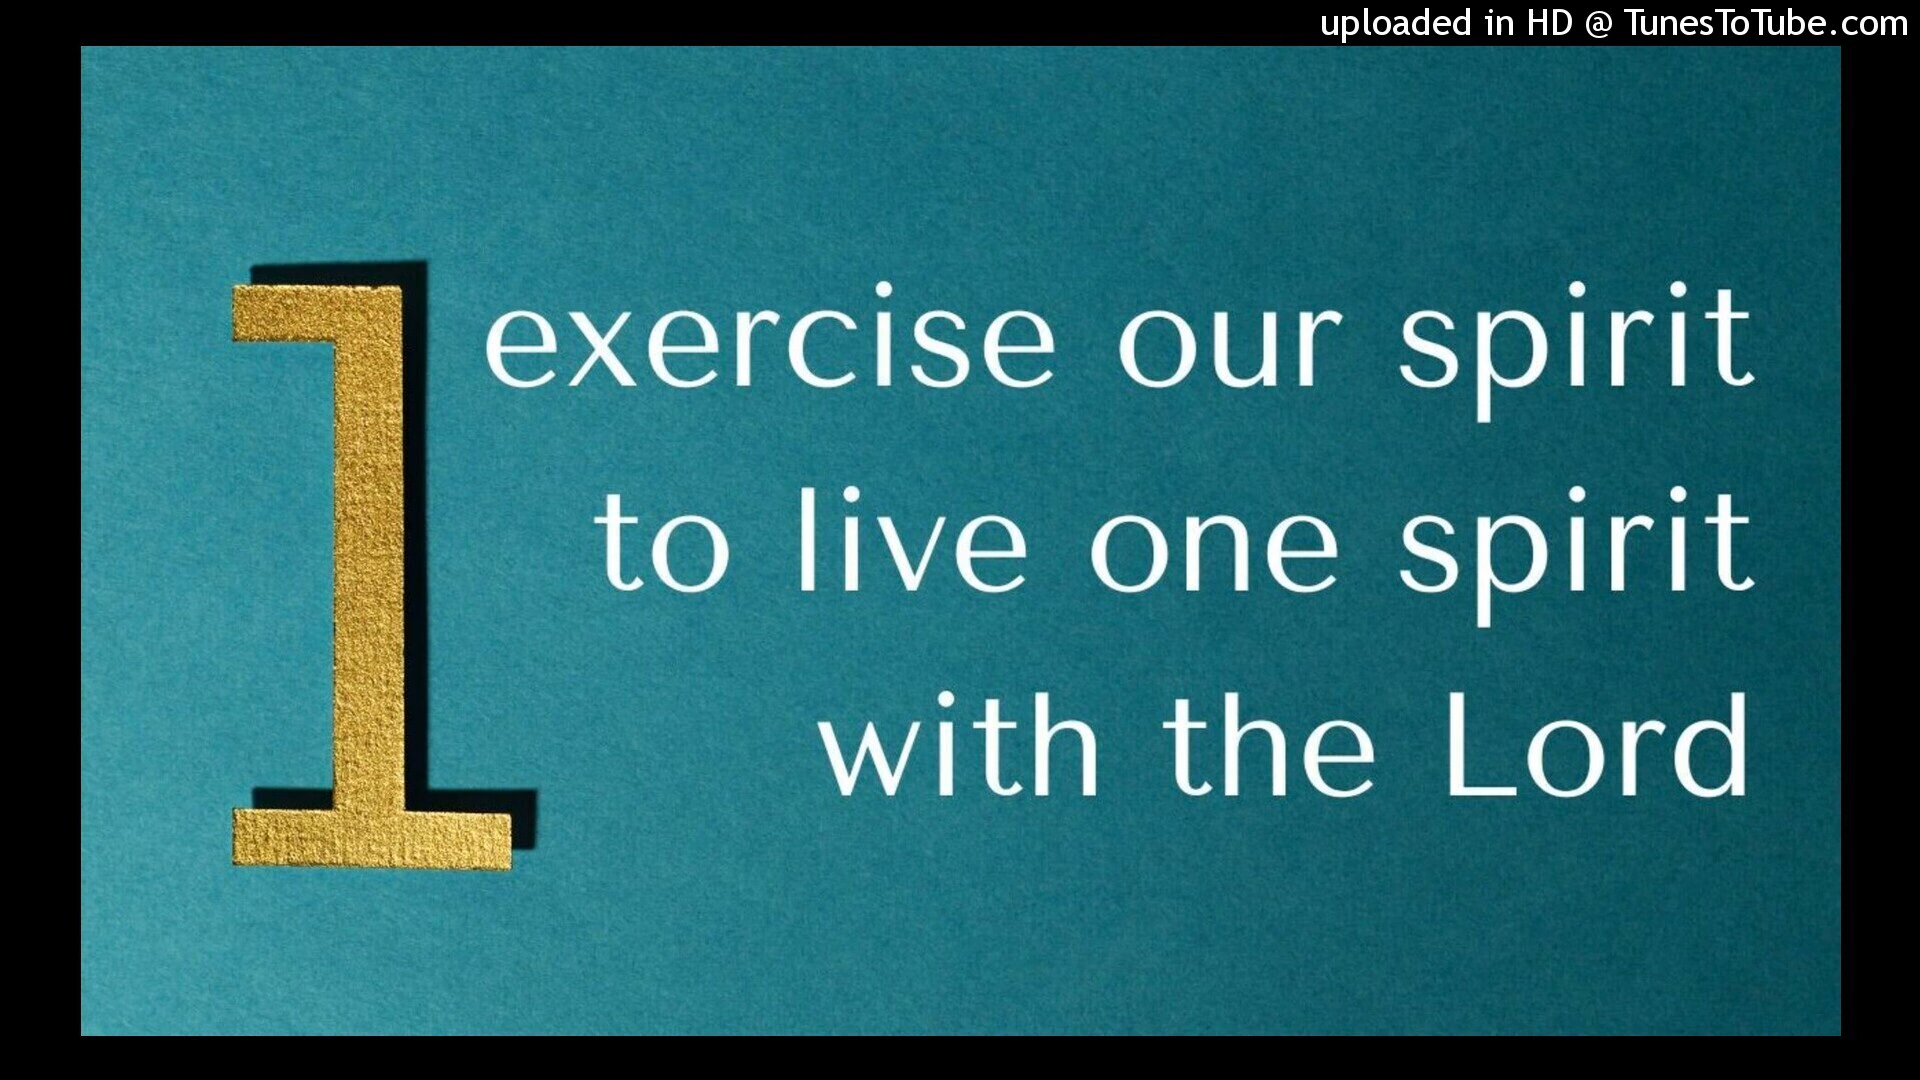 uploaded in HD @ TunesToTube.com
1
exercise our spirit
to live one spirit
with the Lord